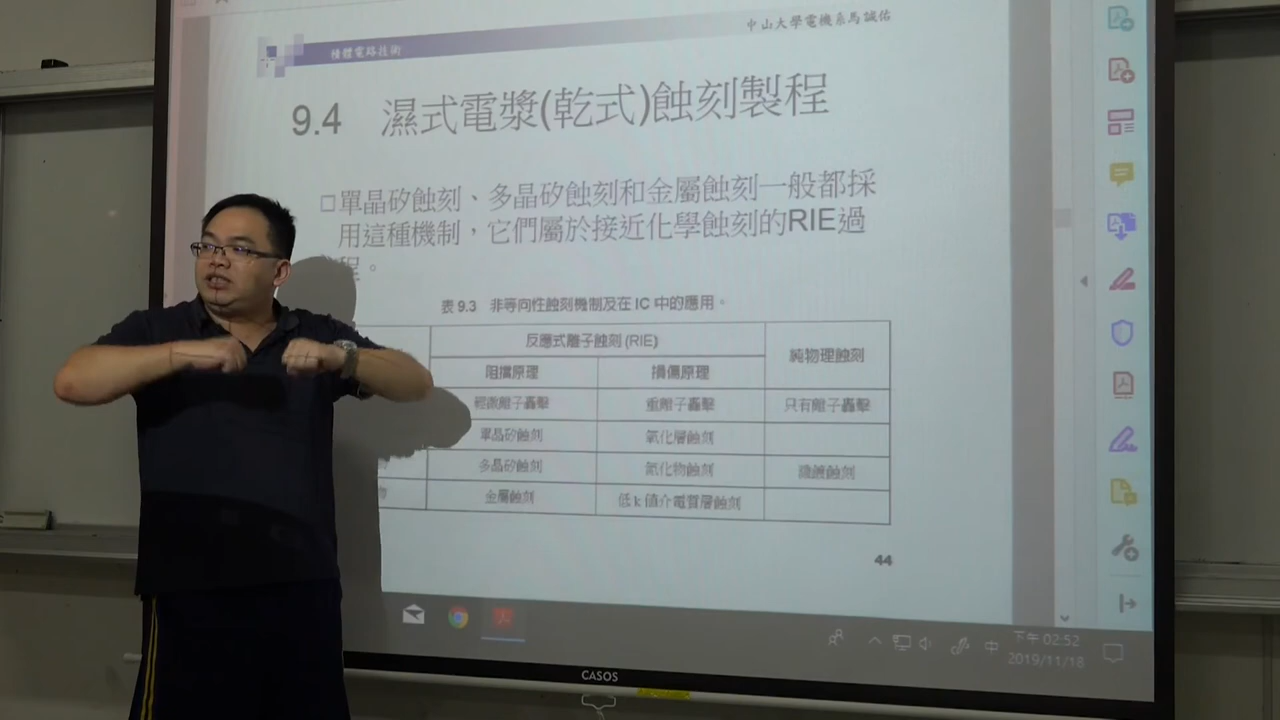 中山大學電機系馬誠佑
積體電路技術
9.4 濕式電漿(乾式)蝕刻製程
□單晶矽蝕刻、多晶矽蝕刻和金屬蝕刻一般都採
用這種機制，它們屬於接近化學蝕刻的RIE過
程。
表 9.3 非等向性蝕刻機制及在 IC 中的應用。
反應式離子蝕刻 (RIE)
純物理蝕刻
阻擋原理 損傷原理
輕微離子轟擊 重離子轟擊 只有離子轟擊
單晶矽蝕刻 氧化層蝕刻
多晶矽蝕刻 氮化物蝕刻 濺鍍蝕刻
物 金屬蝕刻 低 k 值介電質層蝕刻
44
中 下午 02:52
2019/11/18
CASOS